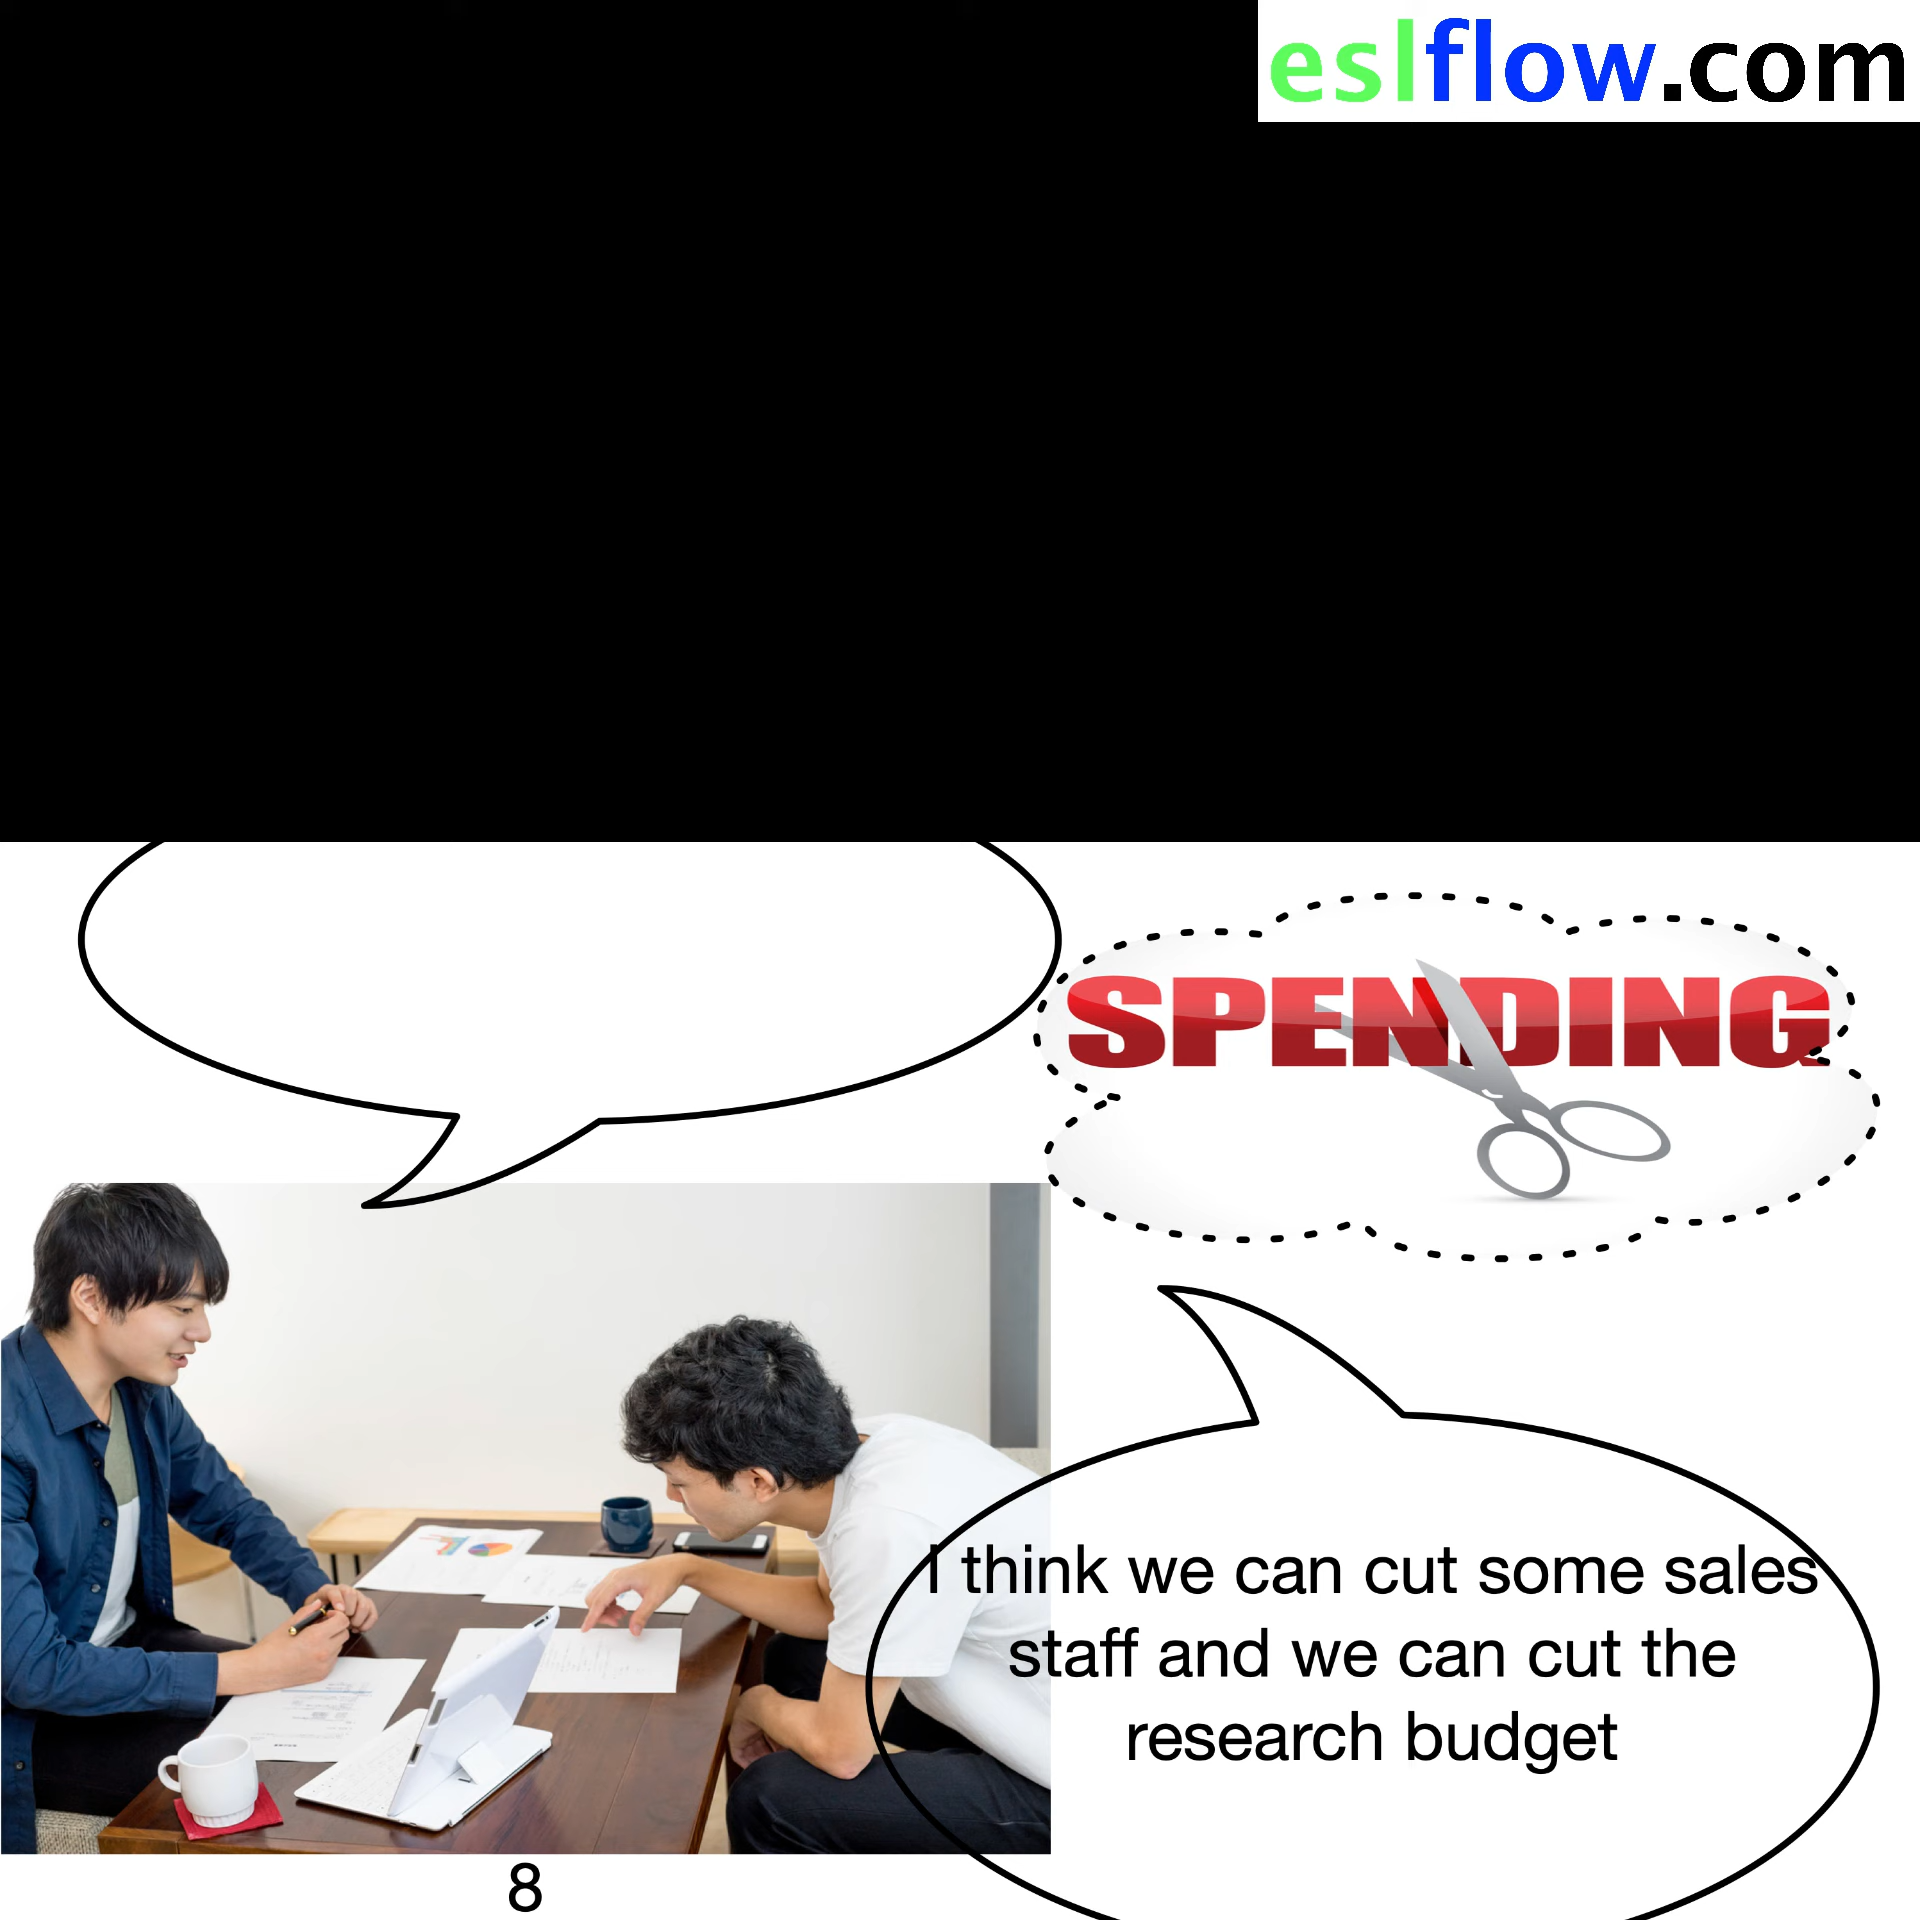 eslflow.com
SPENDING
I think we can cut some sales
staff and we can cut the
research budget
8